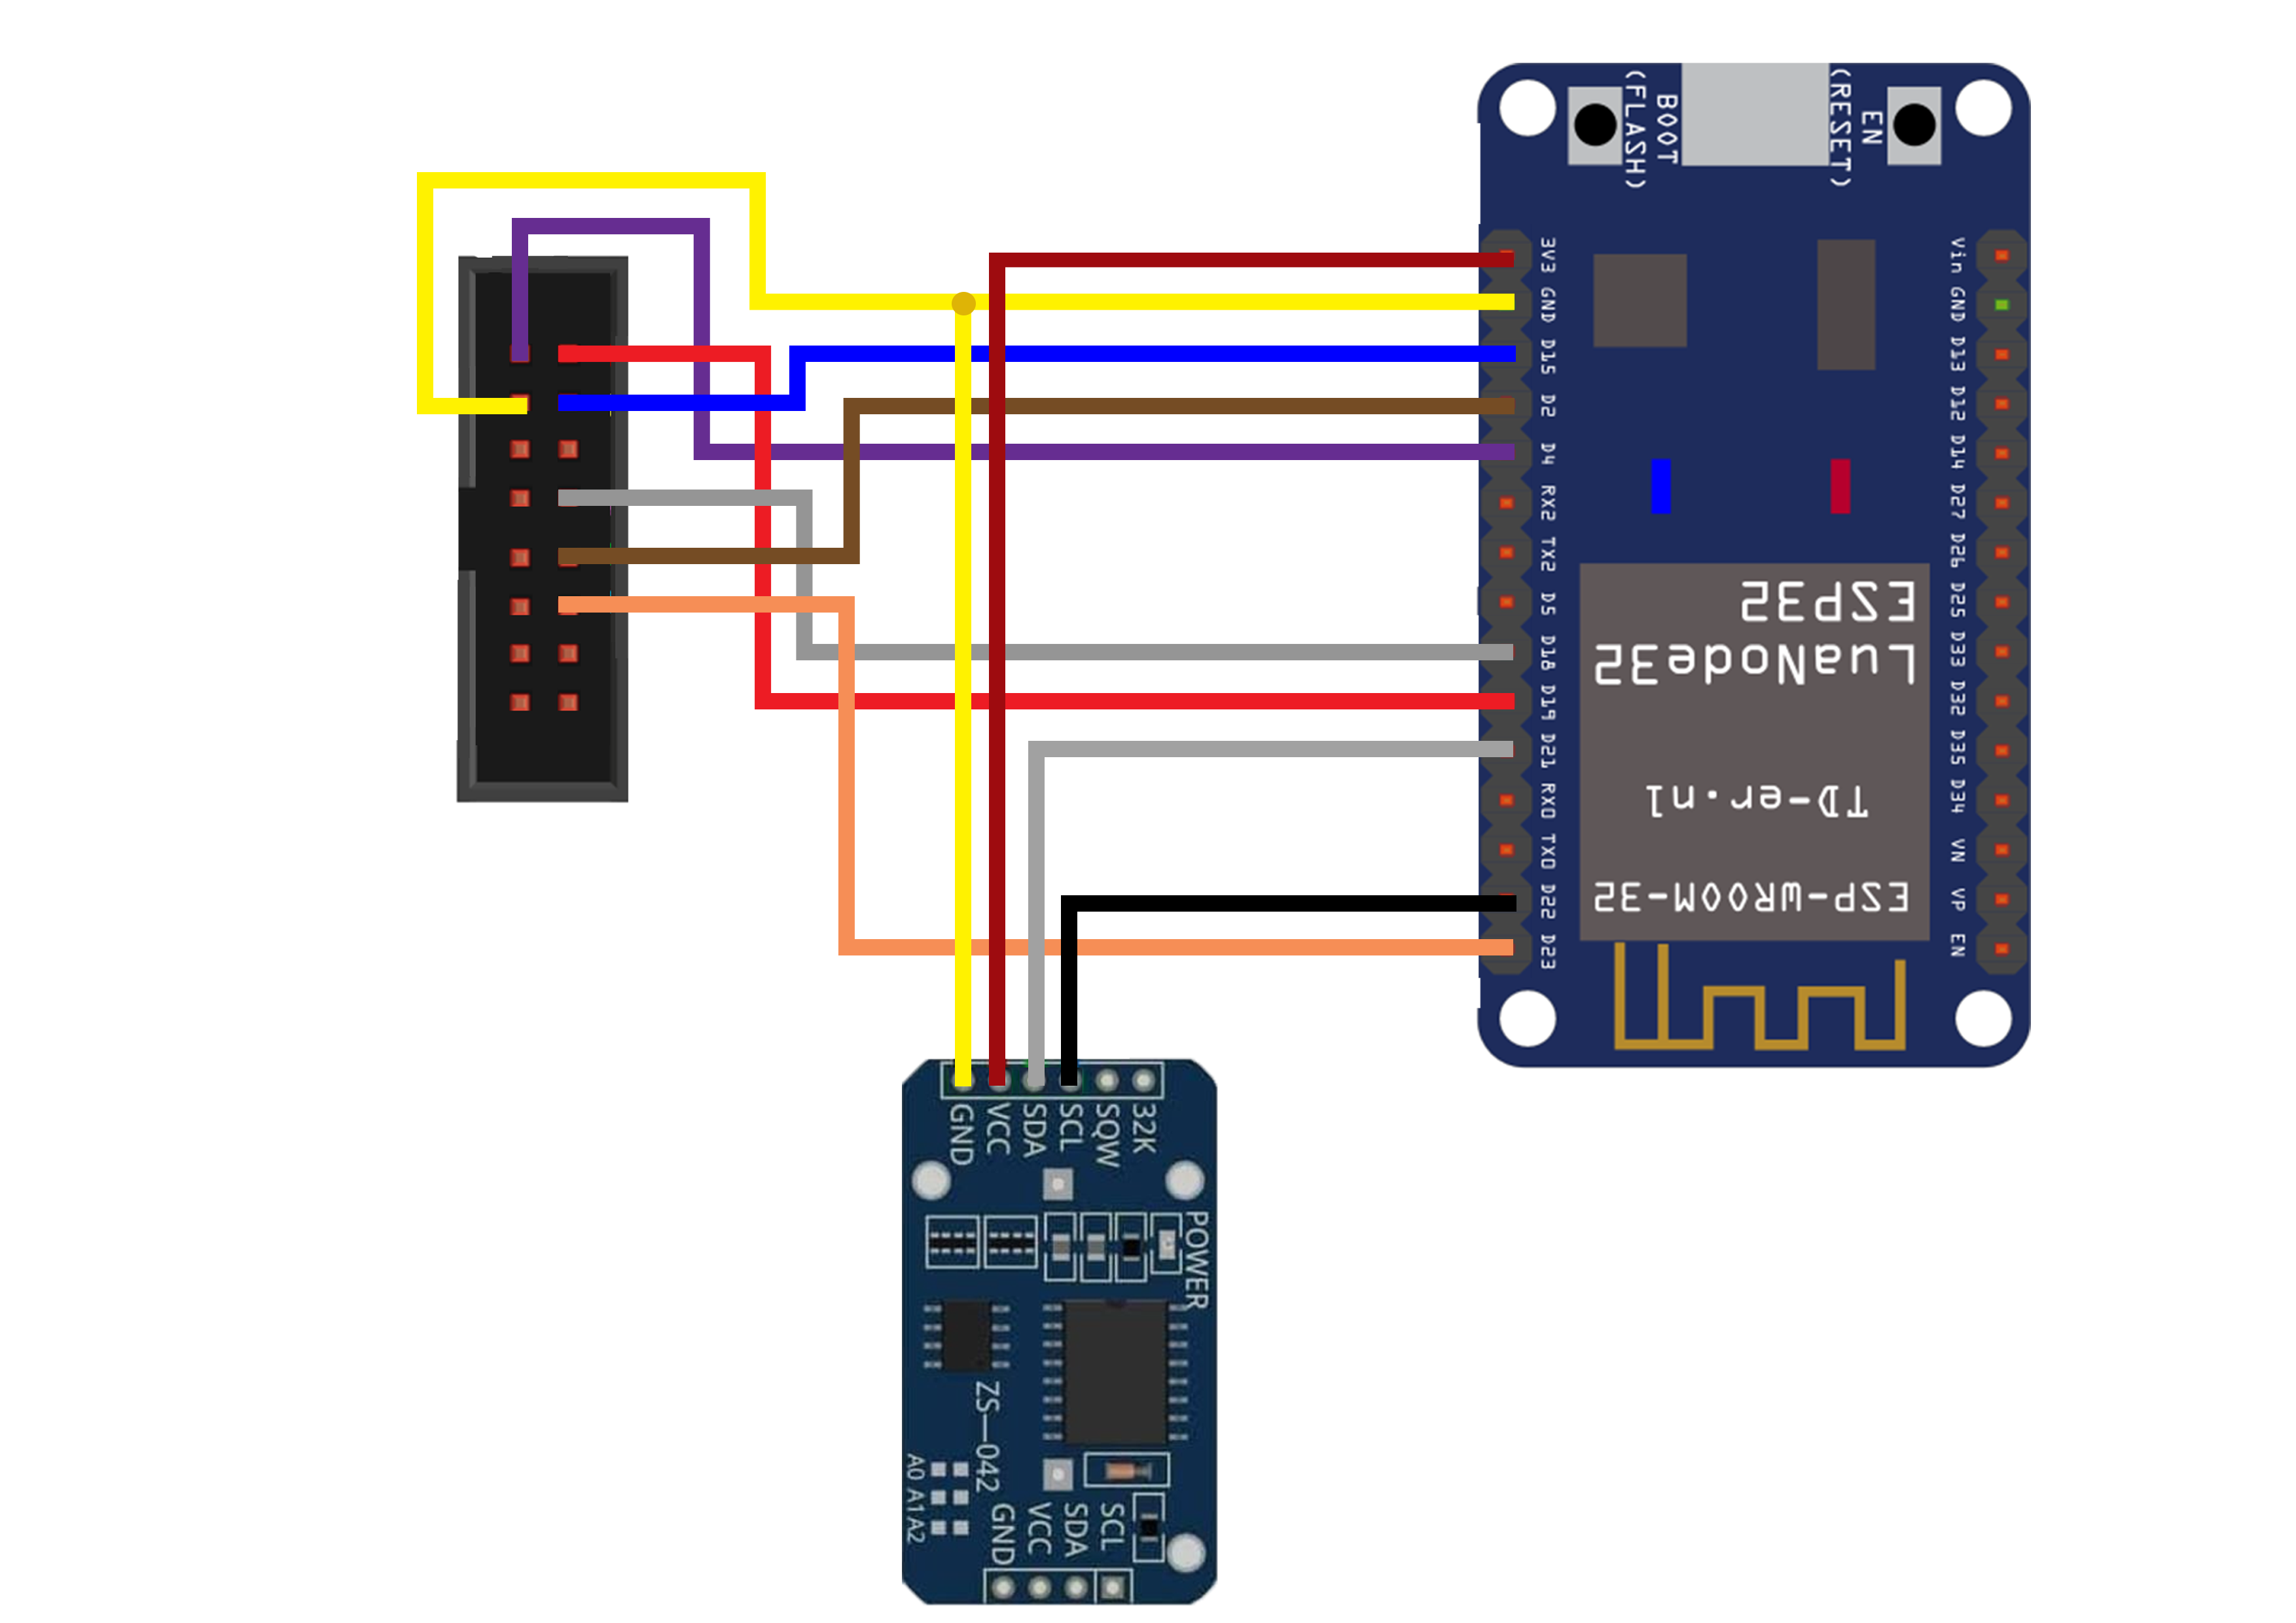 BOOT
(FLASH)
(RESET)
EN
3V3
GND
D15
D2
D4
RX2
TX2
D5
D18
D19
D21
RX0
TX0
D22
D23
Vin
GND
D13
D12
D14
D27
D26
D25
D33
D32
D35
D34
VN
VP
EN
ESP32
LuaNode32
TD-er.nl
ESP-WROOM-32
GND
VCC
SDA
SCL
SQW
32K
POWER
ZS-042
A0 A1 A2
GND
VCC
SDA
SCL